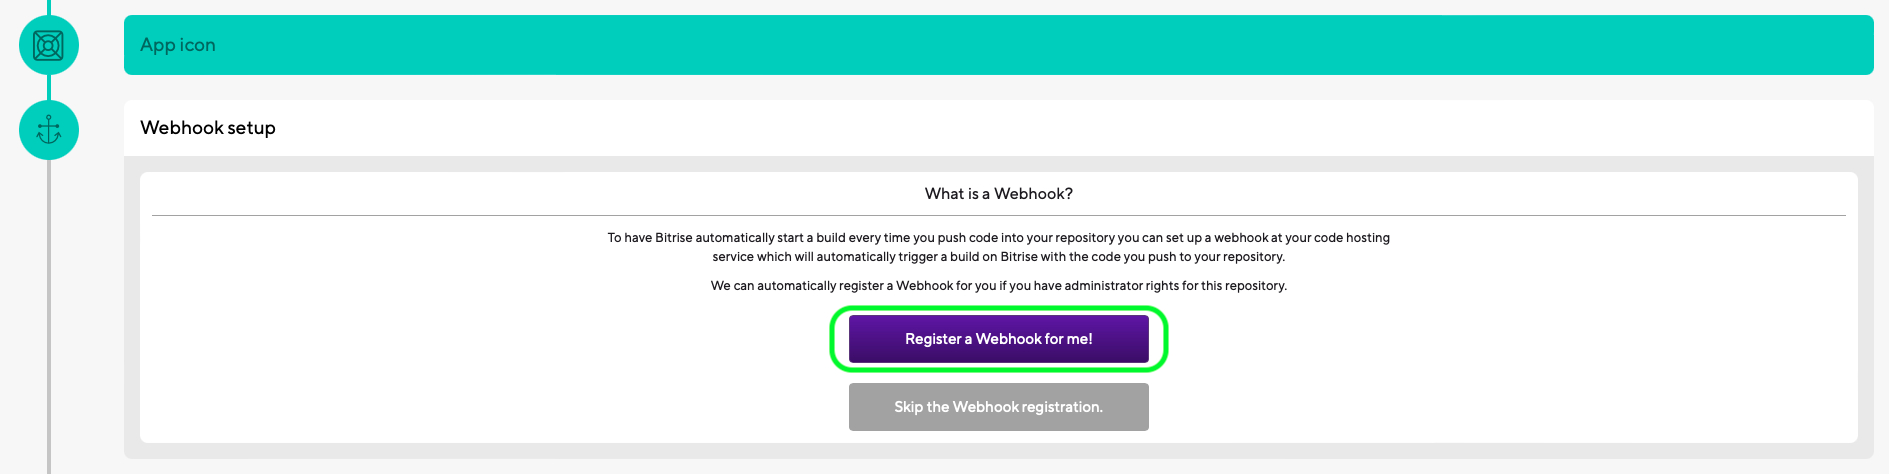 App icon
Webhook setup
What is a Webhook?
To have Bitrise automatically start a build every time you push code into your repository you can set up a webhook at your code hosting
service which will automatically trigger a build on Bitrise with the code you push to your repository.
We can automatically register a Webhook for you if you have administrator rights for this repository.
Register a Webhook for me!
Skip the Webhook registration.